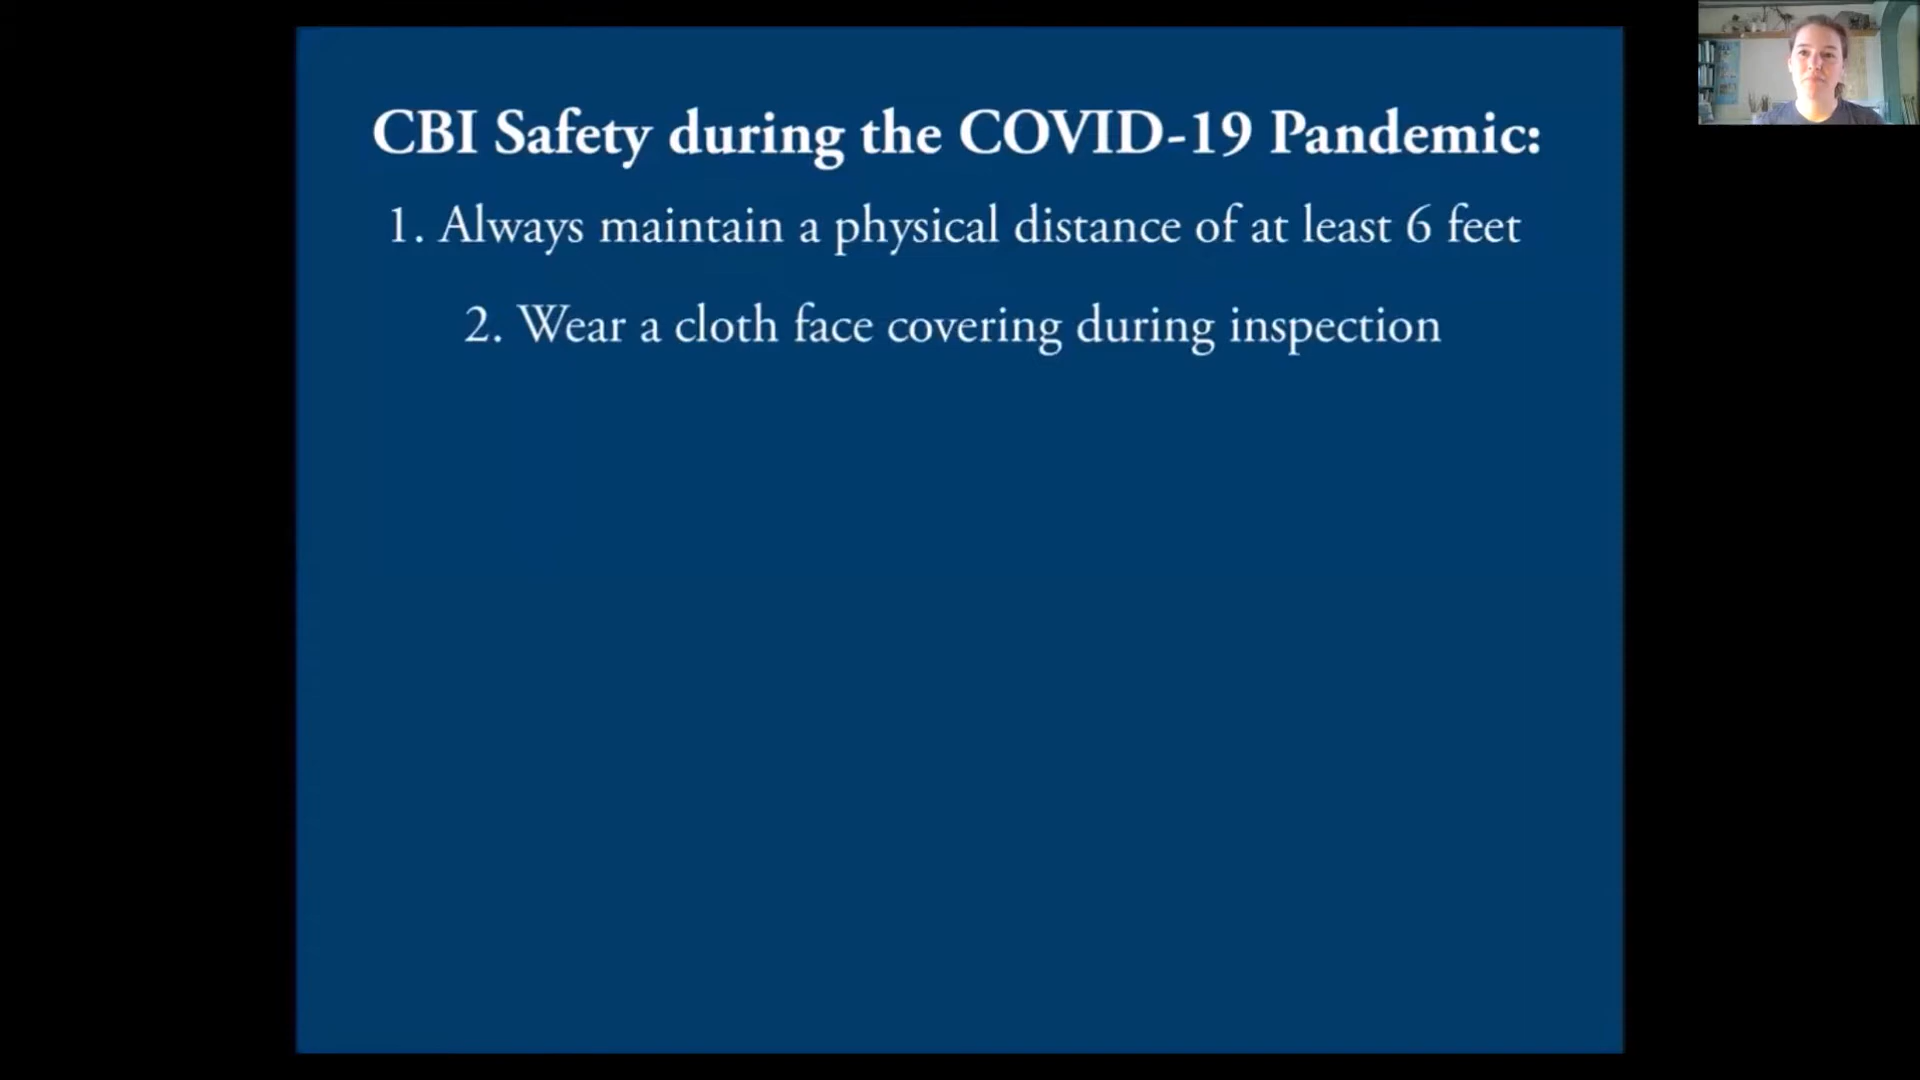 CBI Safety during the COVID-19 Pandemic:
1. Always maintain a physical distance of at least 6 feet
2. Wear a cloth face covering during inspection